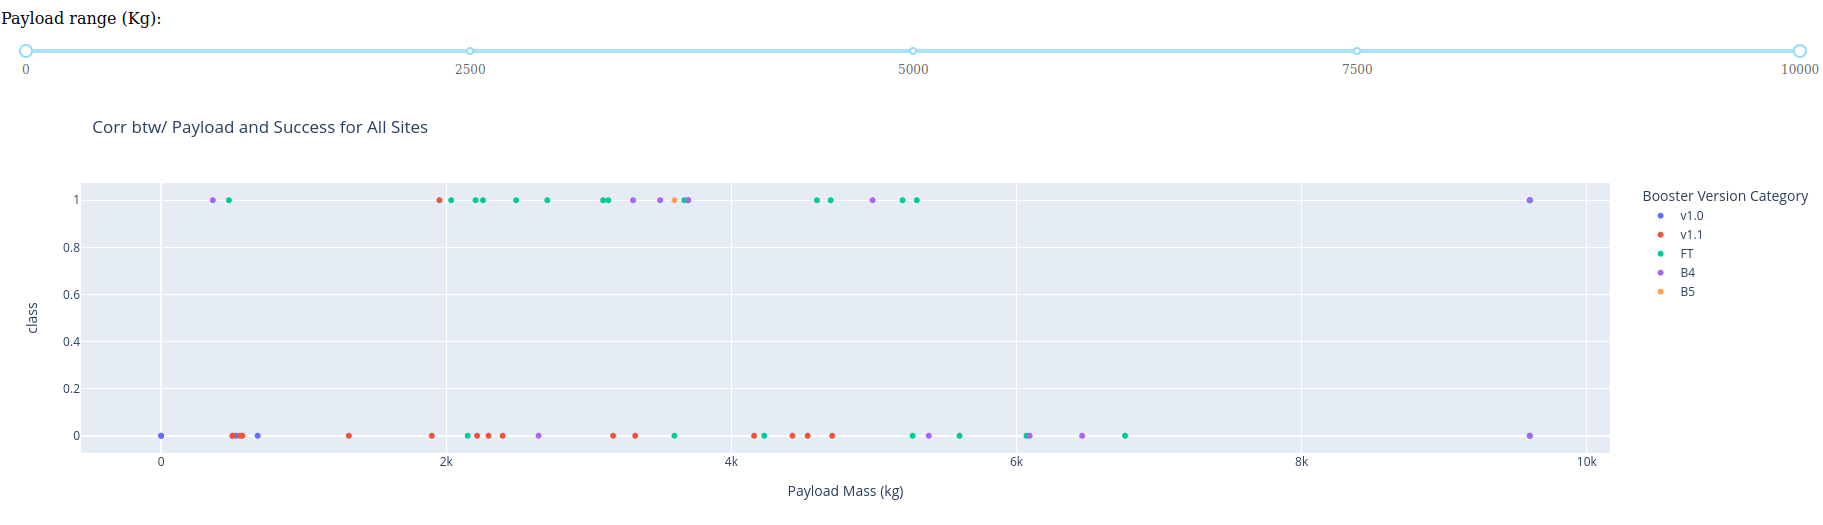 Payload range (Kg):
0 2500 5000 7500 10000
Corr btw/ Payload and Success for All Sites
1
0.8
0.6
0.4
0.2
0
class
0 2k 4k 6k 8k 10k
Payload Mass (kg)
Booster Version Category
v1.0
v1.1
FT
B4
B5